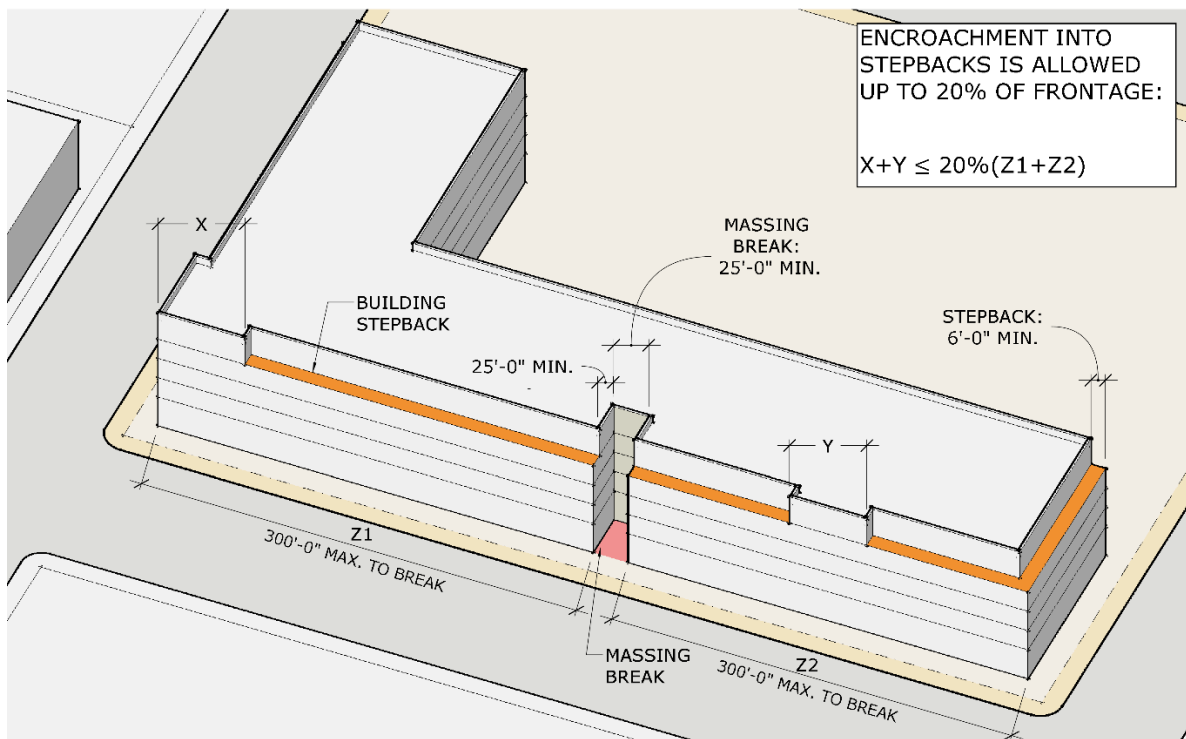 ENCROACHMENT INTO
STEPBACKS IS ALLOWED
UP TO 20% OF FRONTAGE:
X+Y ≤ 20%(Z1+Z2)
X
MASSING
BREAK:
25'-0" MIN.
BUILDING
STEPBACK
STEPBACK:
6'-0" MIN.
25'-0" MIN.
Y
Z1
300'-0" MAX. TO BREAK
MASSING
BREAK
Z2
300'-0" MAX. TO BREAK